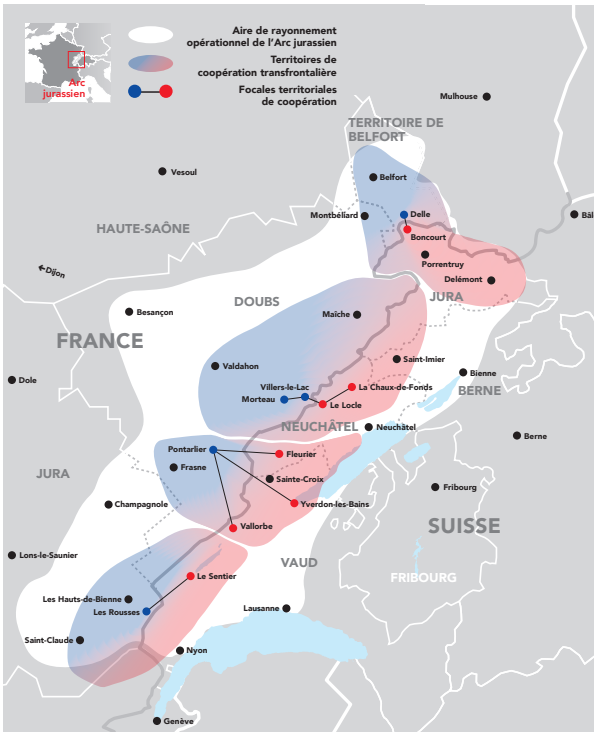 Aire de rayonnement
opérationnel de l'Arc jurassien
Territoires de
coopération transfrontalière
Focales territoriales
de coopération
Arc
jurassien
Mulhouse
TERRITOIRE DE
BELFORT
Vesoul
Belfort
Montbéliard
Delle
Bâl
HAUTE-SAÔNE
Boncourt
Porrentruy
←Dijon
Delémont
JURA
DOUBS
Besançon
Maîche
FRANCE
Saint-Imier
Valdahon
Bienne
Dole
Villers-le-Lac
La Chaux-de-Fonds
BERNE
Morteau
Le Locle
NEUCHÂTEL
Neuchâtel
Berne
Pontarlier
Fleurier
Frasne
JURA
Sainte-Croix
Fribourg
Champagnole
Yverdon-les-Bains
Vallorbe
SUISSE
Lons-le-Saunier
VAUD
Le Sentier
FRIBOURG
Les Hauts-de-Bienne
Les Rousses
Lausanne
Saint-Claude
Nyon
Genève